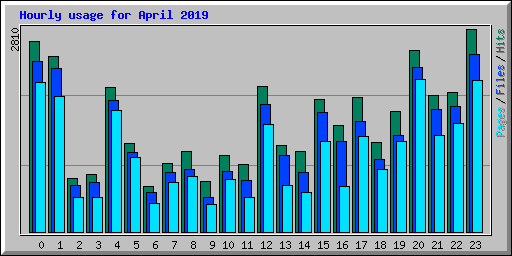 Hourly usage for April 2019
2810
Pages / Files / Hits
0 1 2 3 4 5 6 7 8 9 10 11 12 13 14 15 16 17 18 19 20 21 22 23